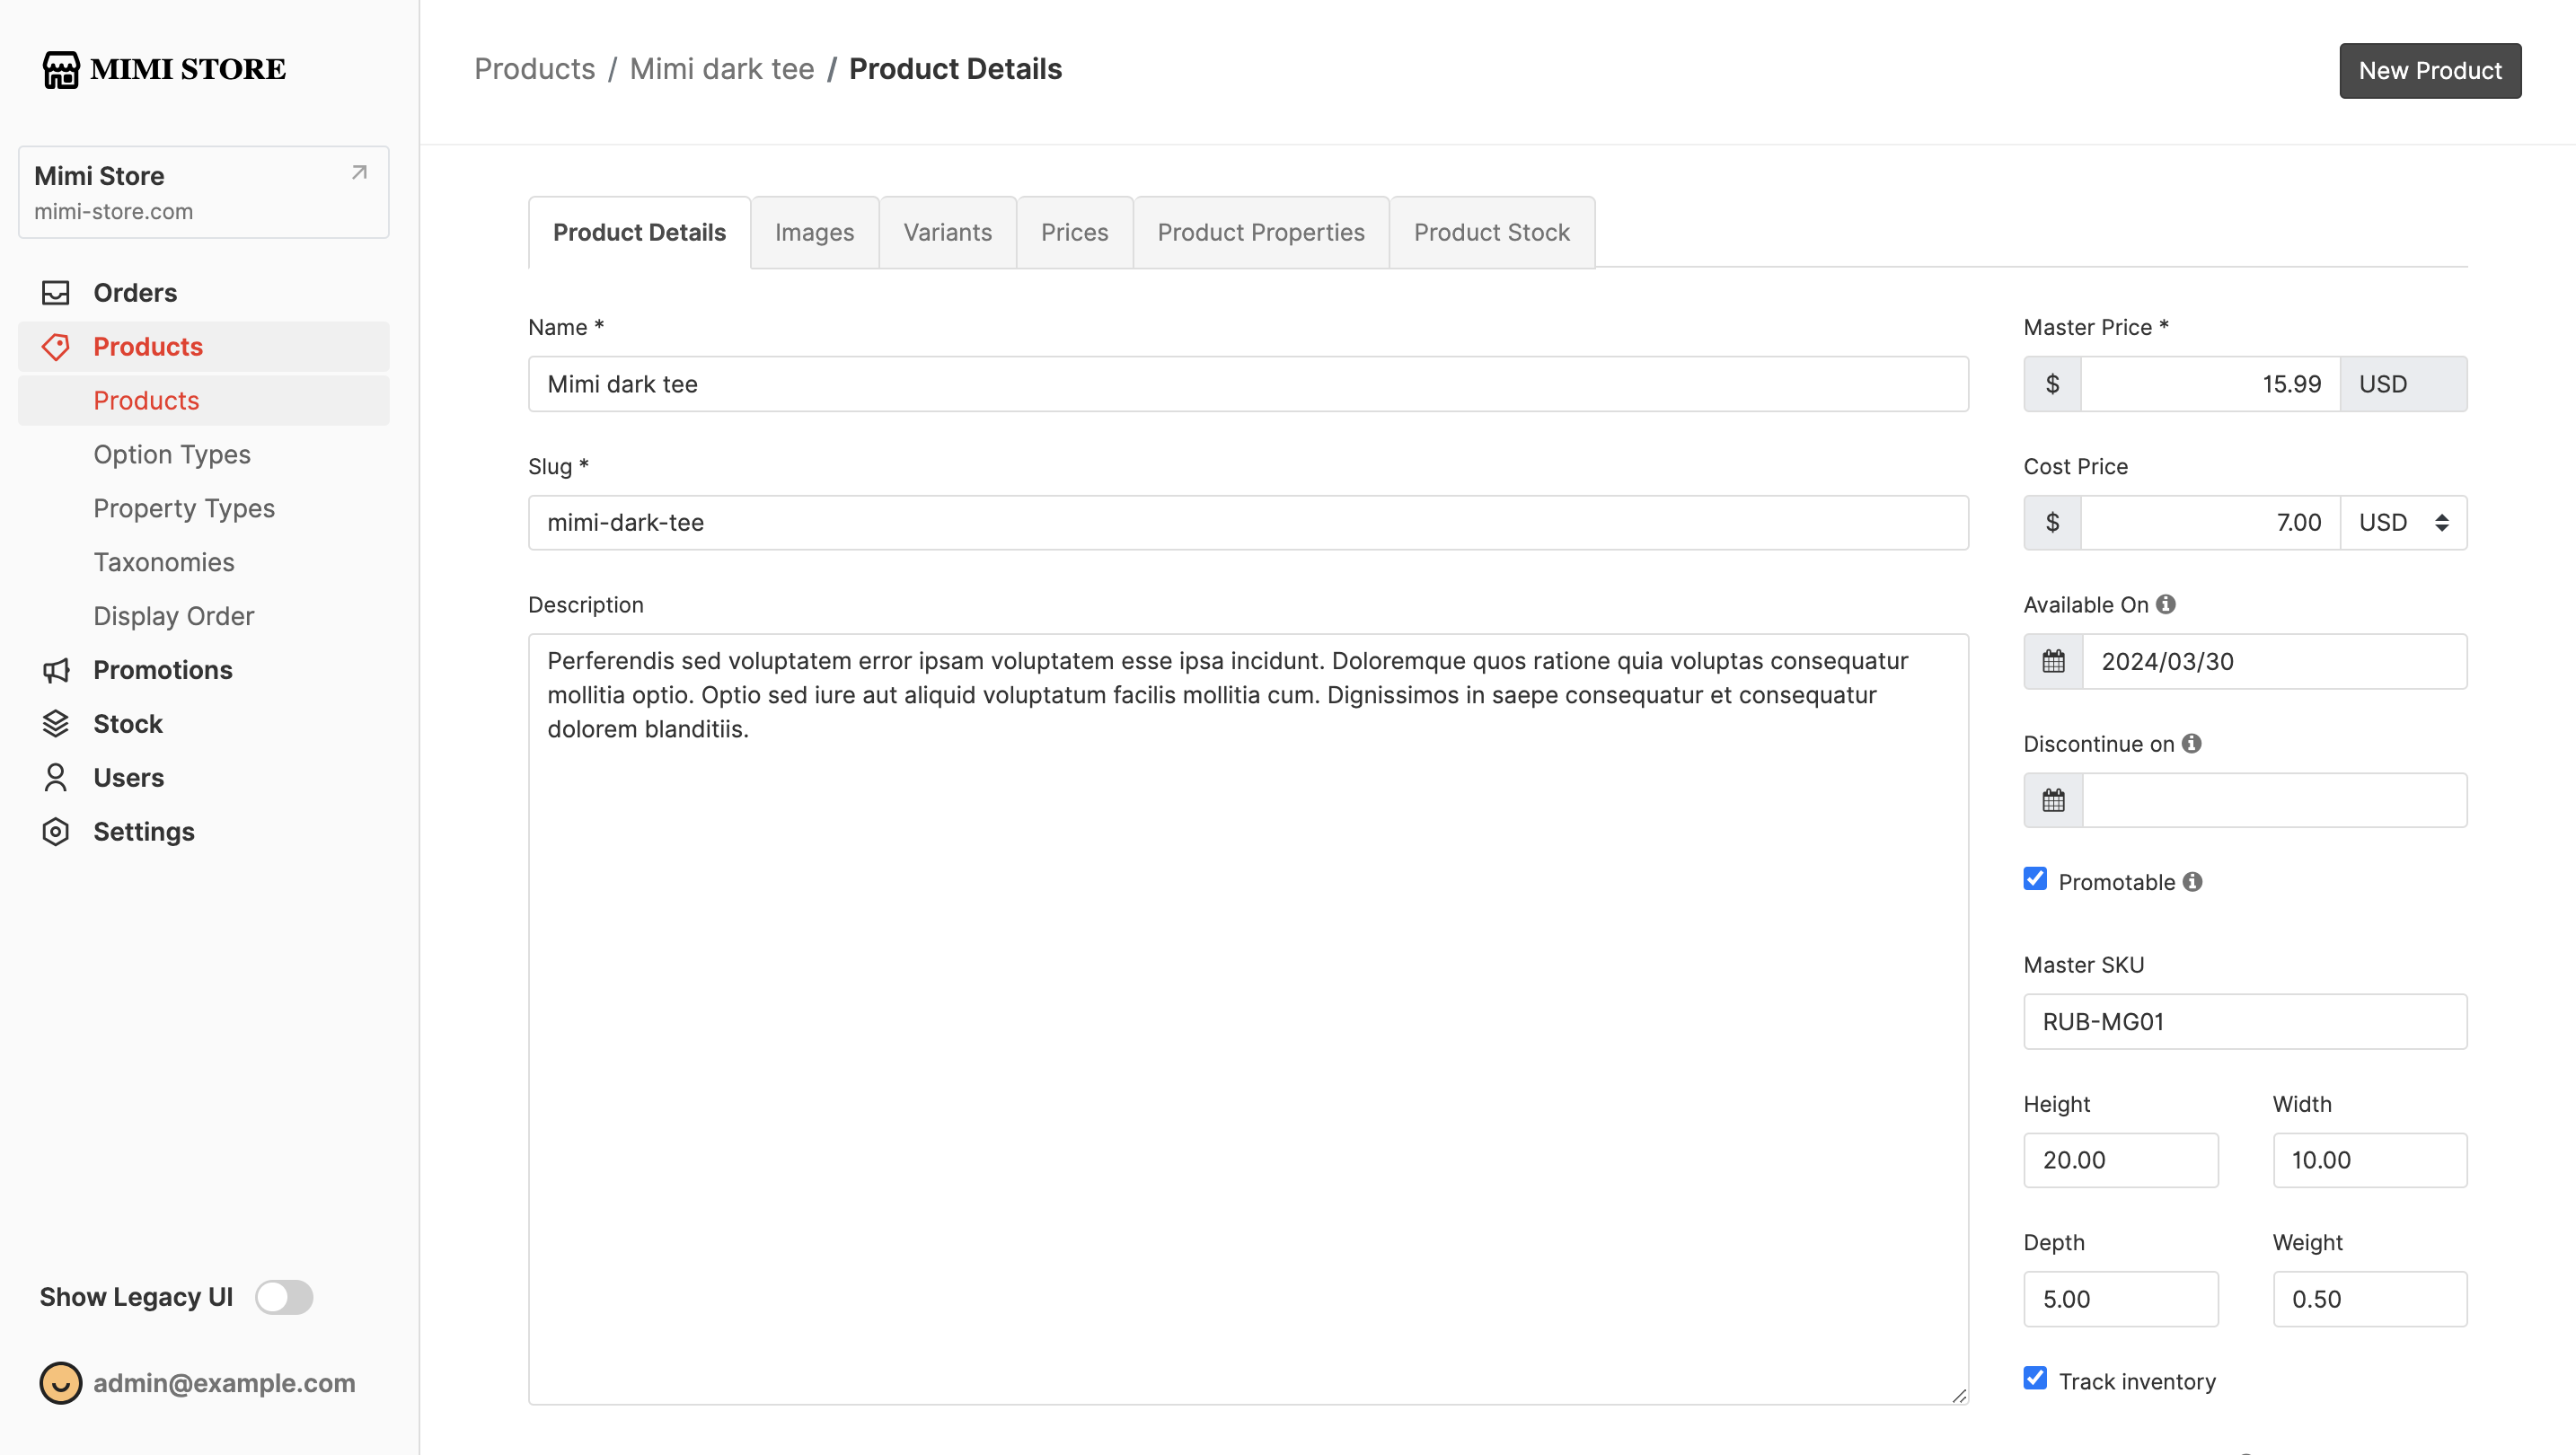 MIMI STORE
Mimi Store
mimi-store.com
Orders
Products
Products
Option Types
Property Types
Taxonomies
Display Order
Promotions
Stock
Users
Settings
Show Legacy UI
admin@example.com
Products / Mimi dark tee / Product Details
New Product
Product Details
Images
Variants
Prices
Product Properties
Product Stock
Name *
Mimi dark tee
Slug *
mimi-dark-tee
Description
Perferendis sed voluptatem error ipsam voluptatem esse ipsa incidunt. Doloremque quos ratione quia voluptas consequatur
mollitia optio. Optio sed iure aut aliquid voluptatum facilis mollitia cum. Dignissimos in saepe consequatur et consequatur
dolorem blanditiis.
Master Price *
$ 15.99 USD
Cost Price
$ 7.00 USD
Available On
2024/03/30
Discontinue on
Promotable
Master SKU
RUB-MG01
Height Width
20.00 10.00
Depth Weight
5.00 0.50
Track inventory